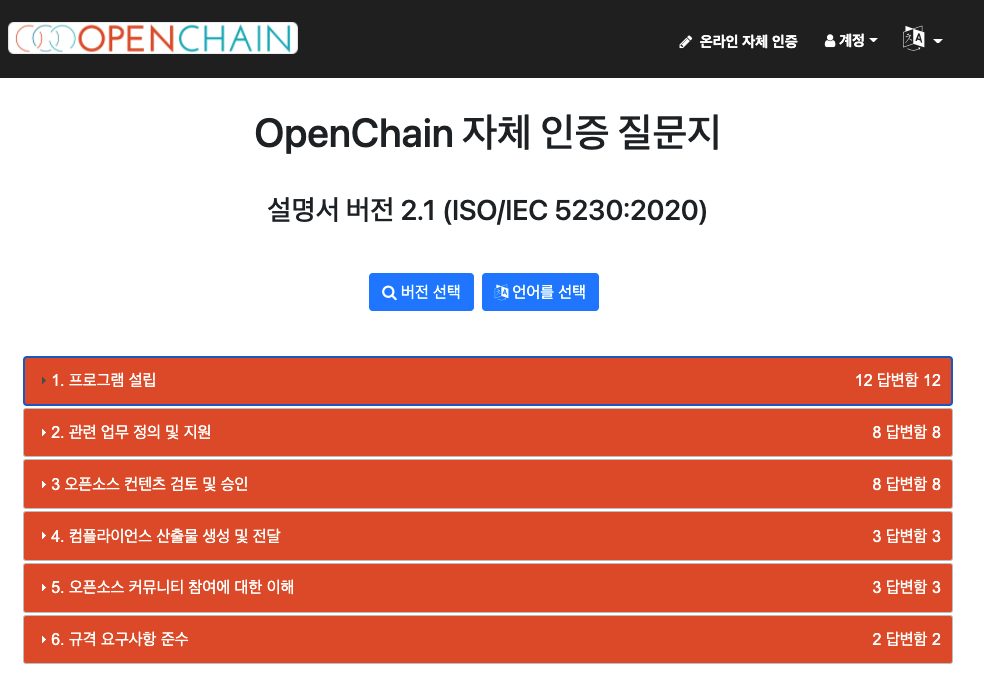 OPENCHAIN
온라인 자체 인증
계정
OpenChain 자체 인증 질문지
설명서 버전 2.1 (ISO/IEC 5230:2020)
버전 선택
언어를 선택
1. 프로그램 설립 12 답변함 12
2. 관련 업무 정의 및 지원 8 답변함 8
3 오픈소스 컨텐츠 검토 및 승인 8 답변함 8
4. 컴플라이언스 산출물 생성 및 전달 3 답변함 3
5. 오픈소스 커뮤니티 참여에 대한 이해 3 답변함 3
6. 규격 요구사항 준수 2 답변함 2